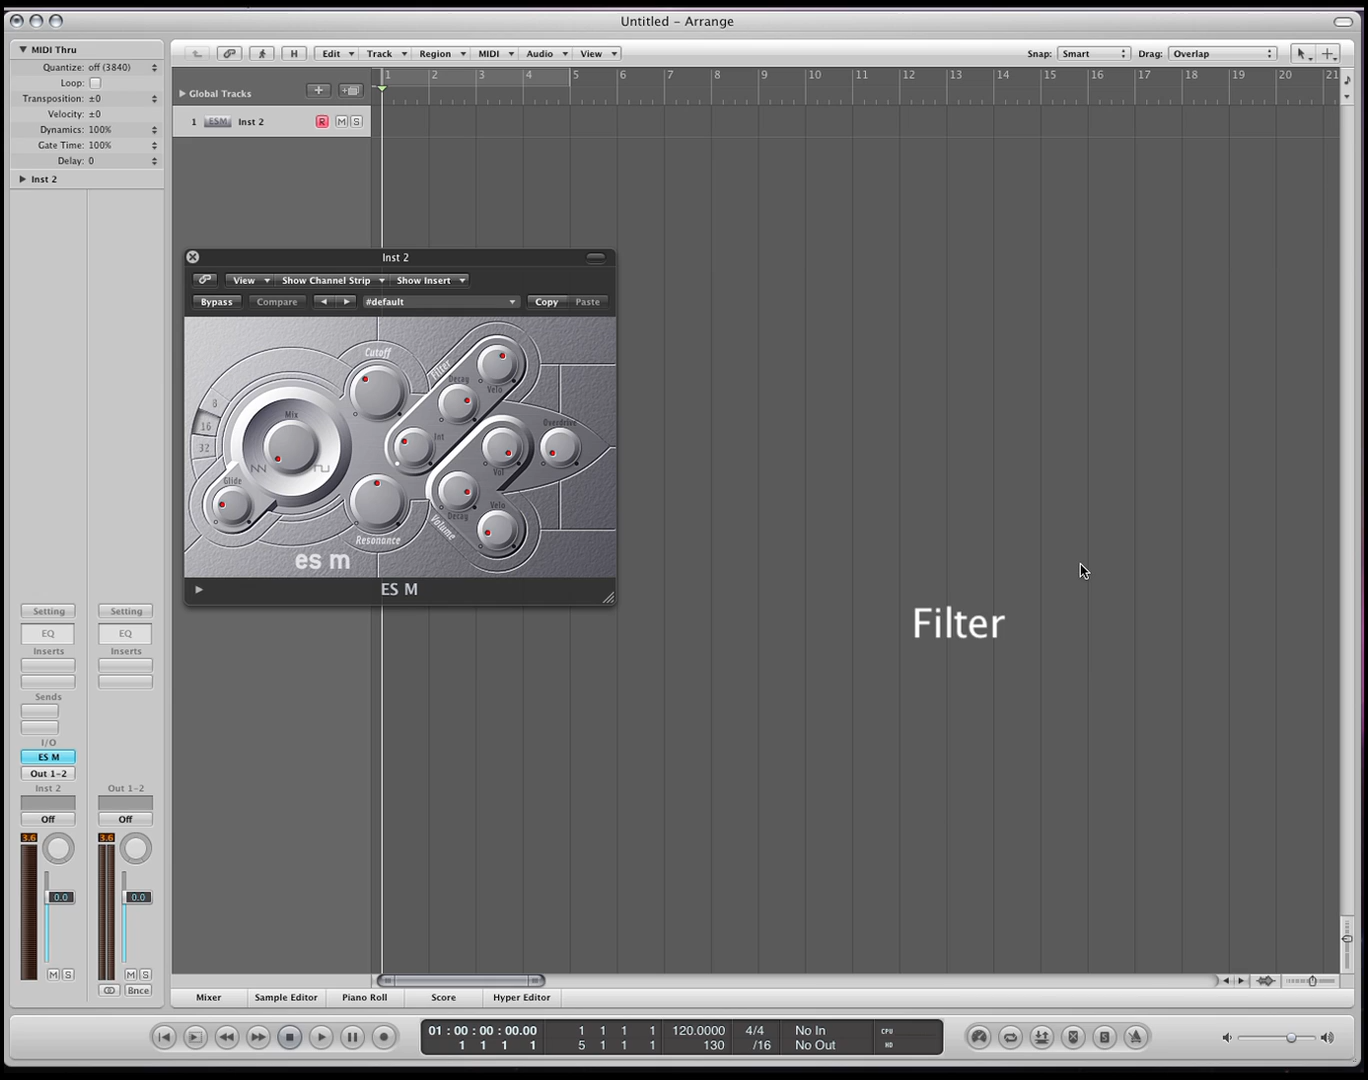 Untitled – Arrange
MIDI Thru
Quantize: off (3840)
Loop:
Transposition: ±0
Velocity: ±0
Dynamics: 100%
Gate Time: 100%
Delay: 0
Inst 2
H Edit Track Region MIDI Audio View
Snap: Smart Drag: Overlap
Global Tracks
1 2 3 4 5 6 7 8 9 10 11 12 13 14 15 16 17 18 19 20 21
1 ESM Inst 2 R M S
Inst 2
View Show Channel Strip Show Insert
Bypass Compare #default Copy Paste
Cutoff
Filter
Decay
Velo
Int
8
16
32
Mix
Glide
Overdrive
Vol
Decay
Velo
Volume
Resonance
es m
ES M
Filter
Setting Setting
EQ EQ
Inserts Inserts
Sends
I/O
ES M
Out 1–2
Inst 2 Out 1–2
Off Off
3.6 3.6
0.0 0.0
M S M S
Bnce
Mixer Sample Editor Piano Roll Score Hyper Editor
01 : 00 : 00 : 00.00 1 1 1 1 120.0000 4/4 No In CPU
1 1 1 1 5 1 1 1 130 /16 No Out HD